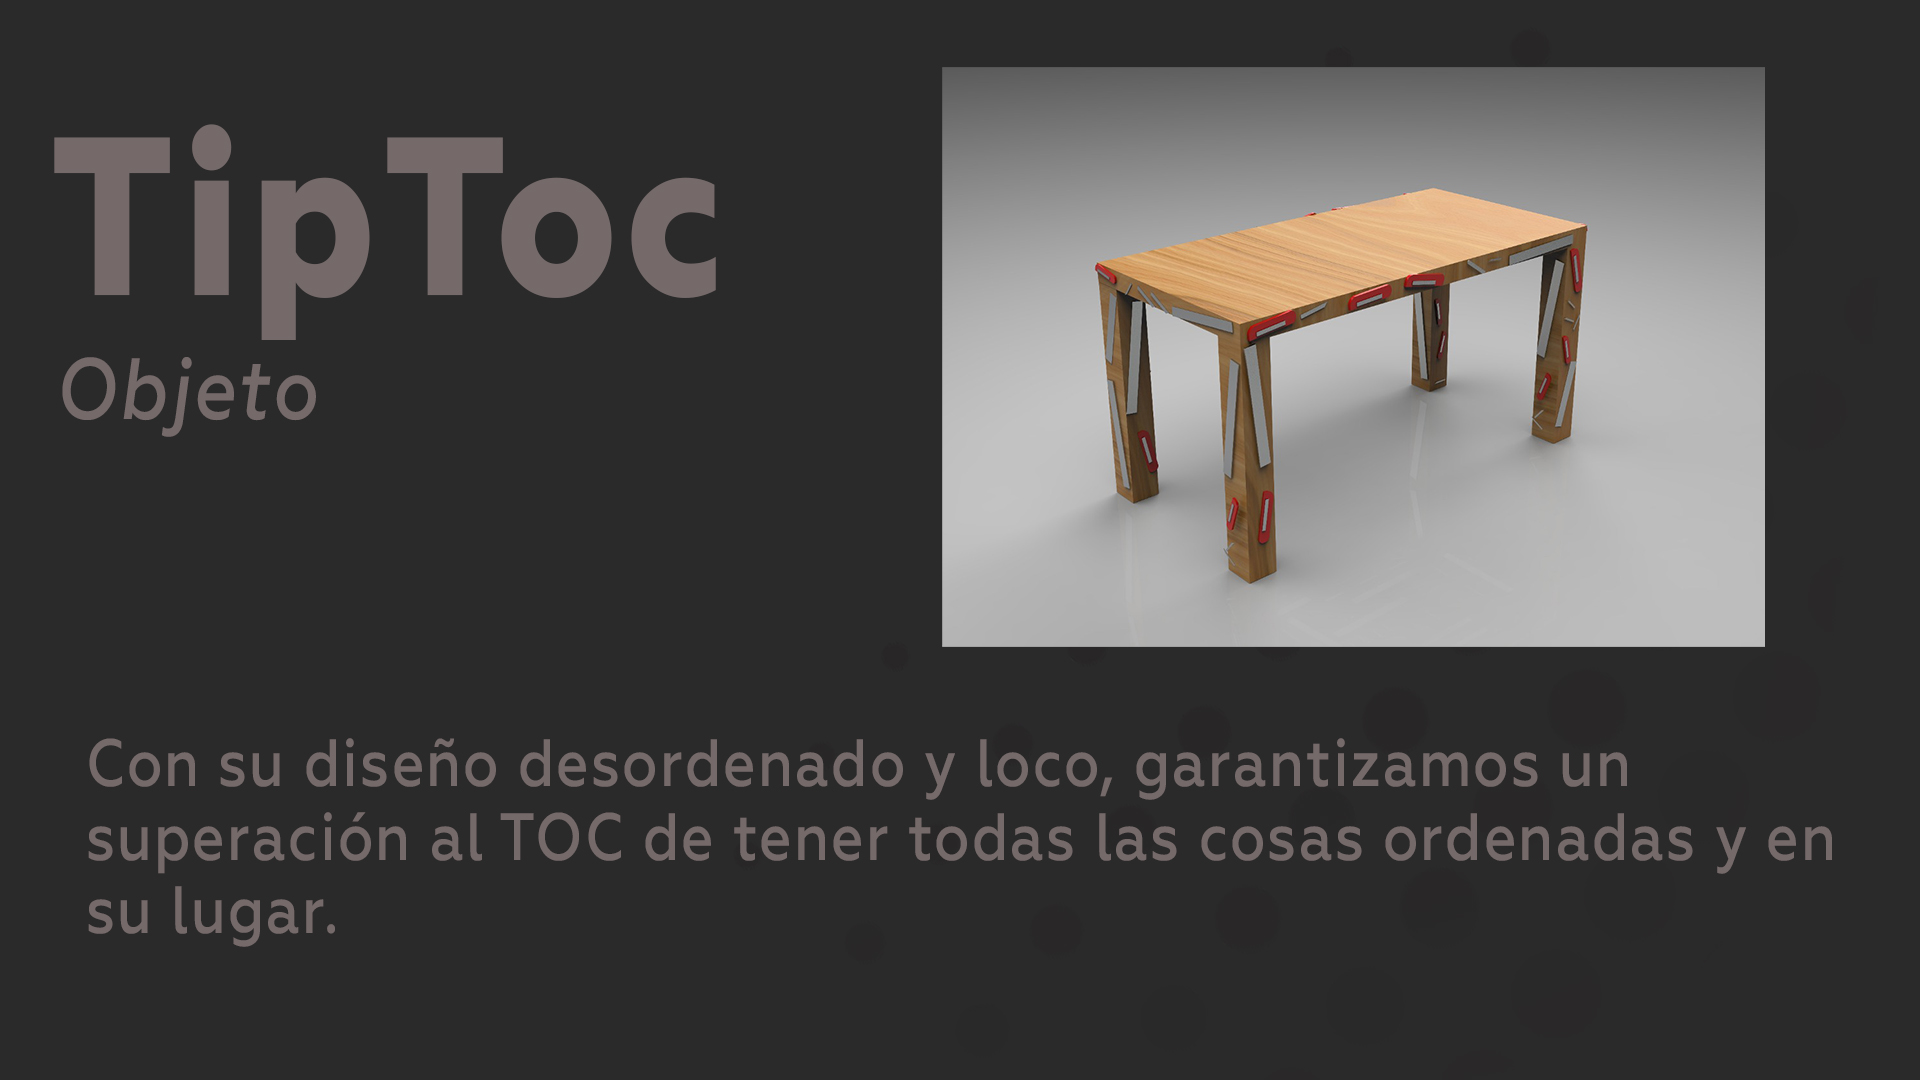 TipToc
Objeto
Con su diseño desordenado y loco, garantizamos un
superación al TOC de tener todas las cosas ordenadas y en
su lugar.